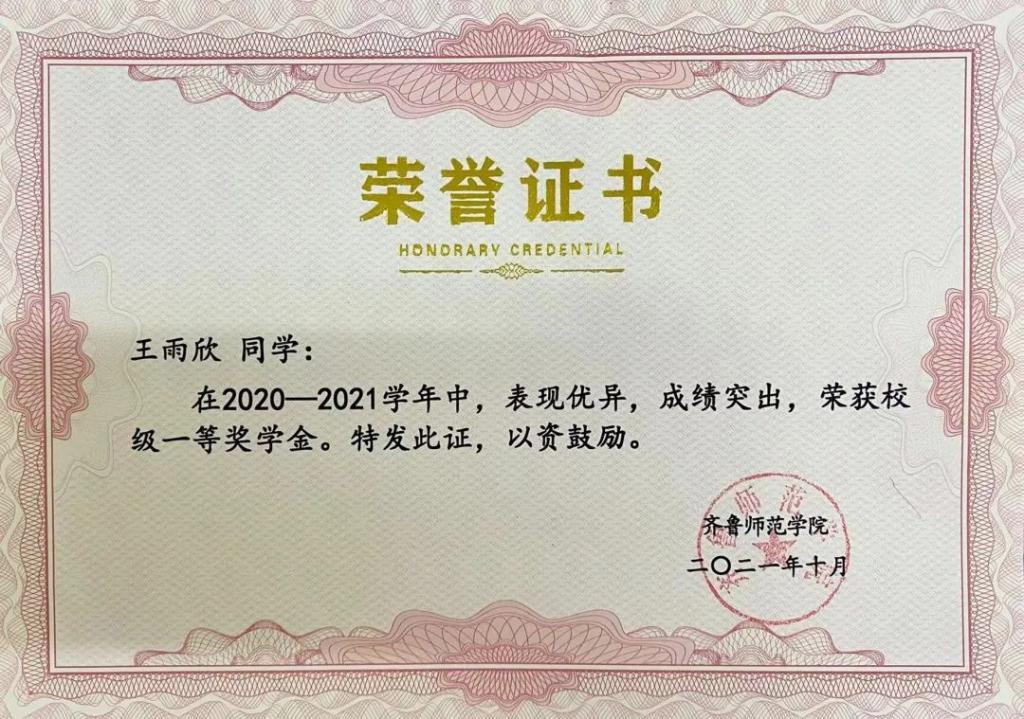 荣誉证书
HONORARY CREDENTIAL
王雨欣 同学：
在2020—2021学年中，表现优异，成绩突出，荣获校
级一等奖学金。特发此证，以资鼓励。
齐鲁师范学院
二〇二一年十月